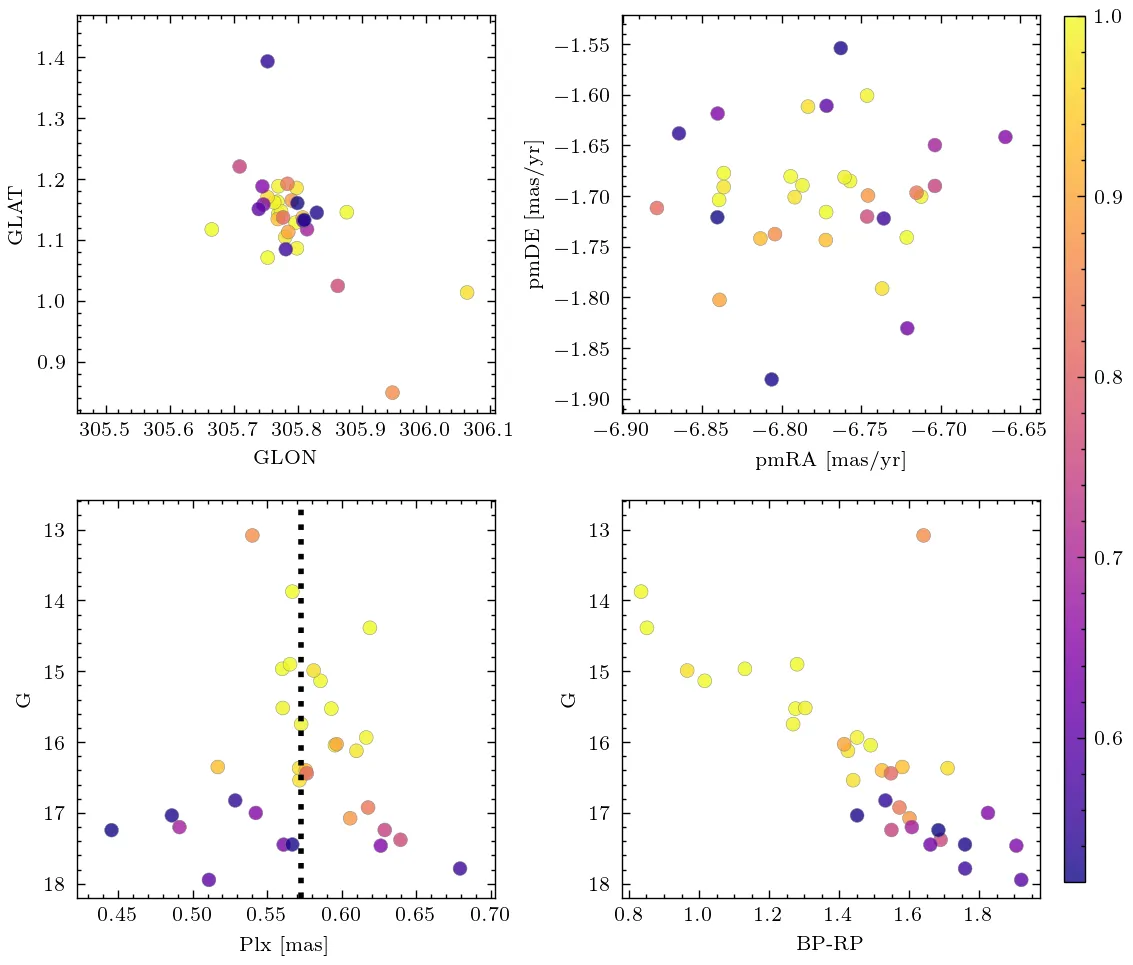 1.4
1.3
1.2
1.1
1.0
0.9
GLAT
305.5 305.6 305.7 305.8 305.9 306.0 306.1
GLON
−1.55
−1.60
−1.65
−1.70
−1.75
−1.80
−1.85
−1.90
pmDE [mas/yr]
−6.90 −6.85 −6.80 −6.75 −6.70 −6.65
pmRA [mas/yr]
13
14
15
16
17
18
G
0.45 0.50 0.55 0.60 0.65 0.70
Plx [mas]
13
14
15
16
17
18
G
0.8 1.0 1.2 1.4 1.6 1.8
BP-RP
1.0
0.9
0.8
0.7
0.6